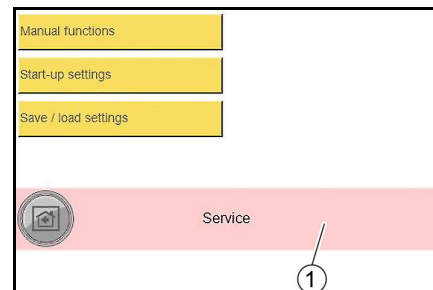 Manual functions
Start-up settings
Save / load settings
Service
1